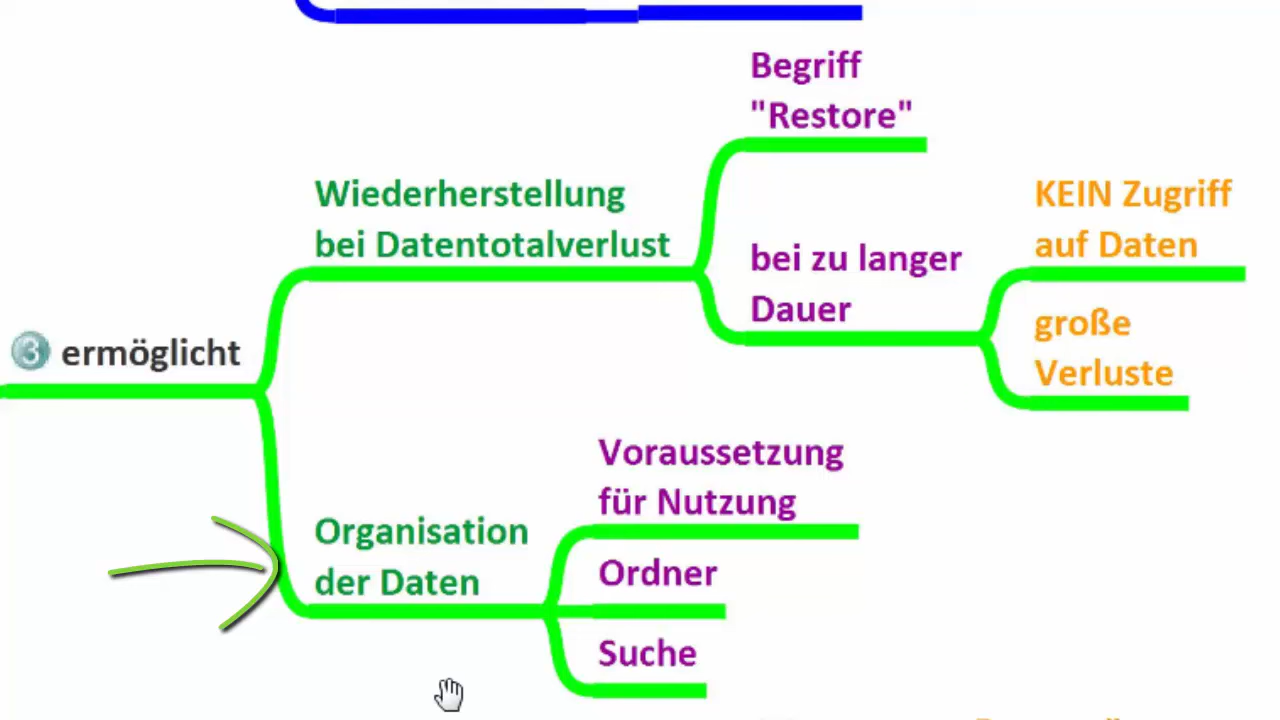 Begriff
"Restore"
Wiederherstellung
bei Datentotalverlust
KEIN Zugriff
auf Daten
bei zu langer
Dauer
große
Verluste
3 ermöglicht
Voraussetzung
für Nutzung
Organisation
der Daten
Ordner
Suche